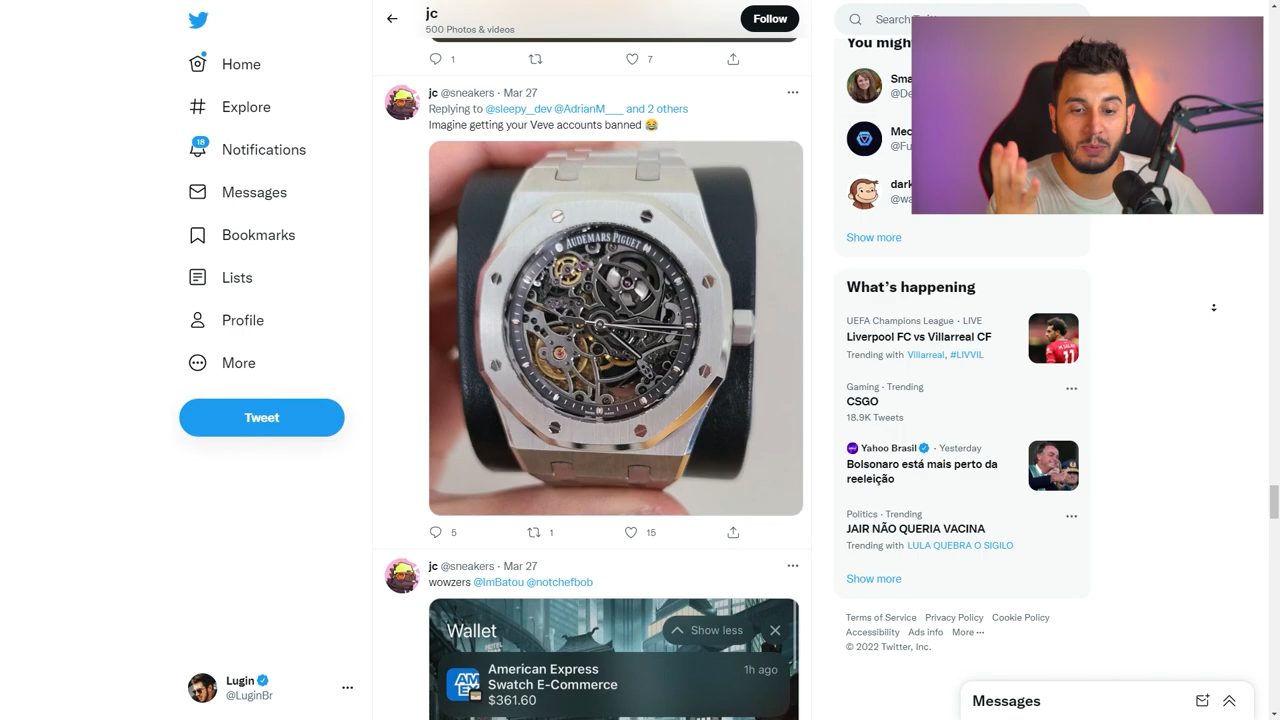 jc
500 Photos & videos
Follow
Home
Explore
18
Notifications
Messages
Bookmarks
Lists
Profile
More
Tweet
Lugin
@LuginBr
1
7
jc @sneakers · Mar 27
Replying to @sleepy__dev @AdrianM___ and 2 others
Imagine getting your Veve accounts banned 😂
AUDEMARS PIGUET
5
1
15
jc @sneakers · Mar 27
wowzers @ImBatou @notchefbob
Wallet
Show less
American Express
1h ago
Swatch E-Commerce
$361.60
Search
You
Show more
What's happening
UEFA Champions League · LIVE
Liverpool FC vs Villarreal CF
Trending with Villarreal, #LIVVIL
Gaming · Trending
CSGO
18.9K Tweets
Yahoo Brasil · Yesterday
Bolsonaro está mais perto da
reeleição
Politics · Trending
JAIR NÃO QUERIA VACINA
Trending with LULA QUEBRA O SIGILO
Show more
Terms of Service Privacy Policy Cookie Policy
Accessibility Ads info More ···
© 2022 Twitter, Inc.
Messages